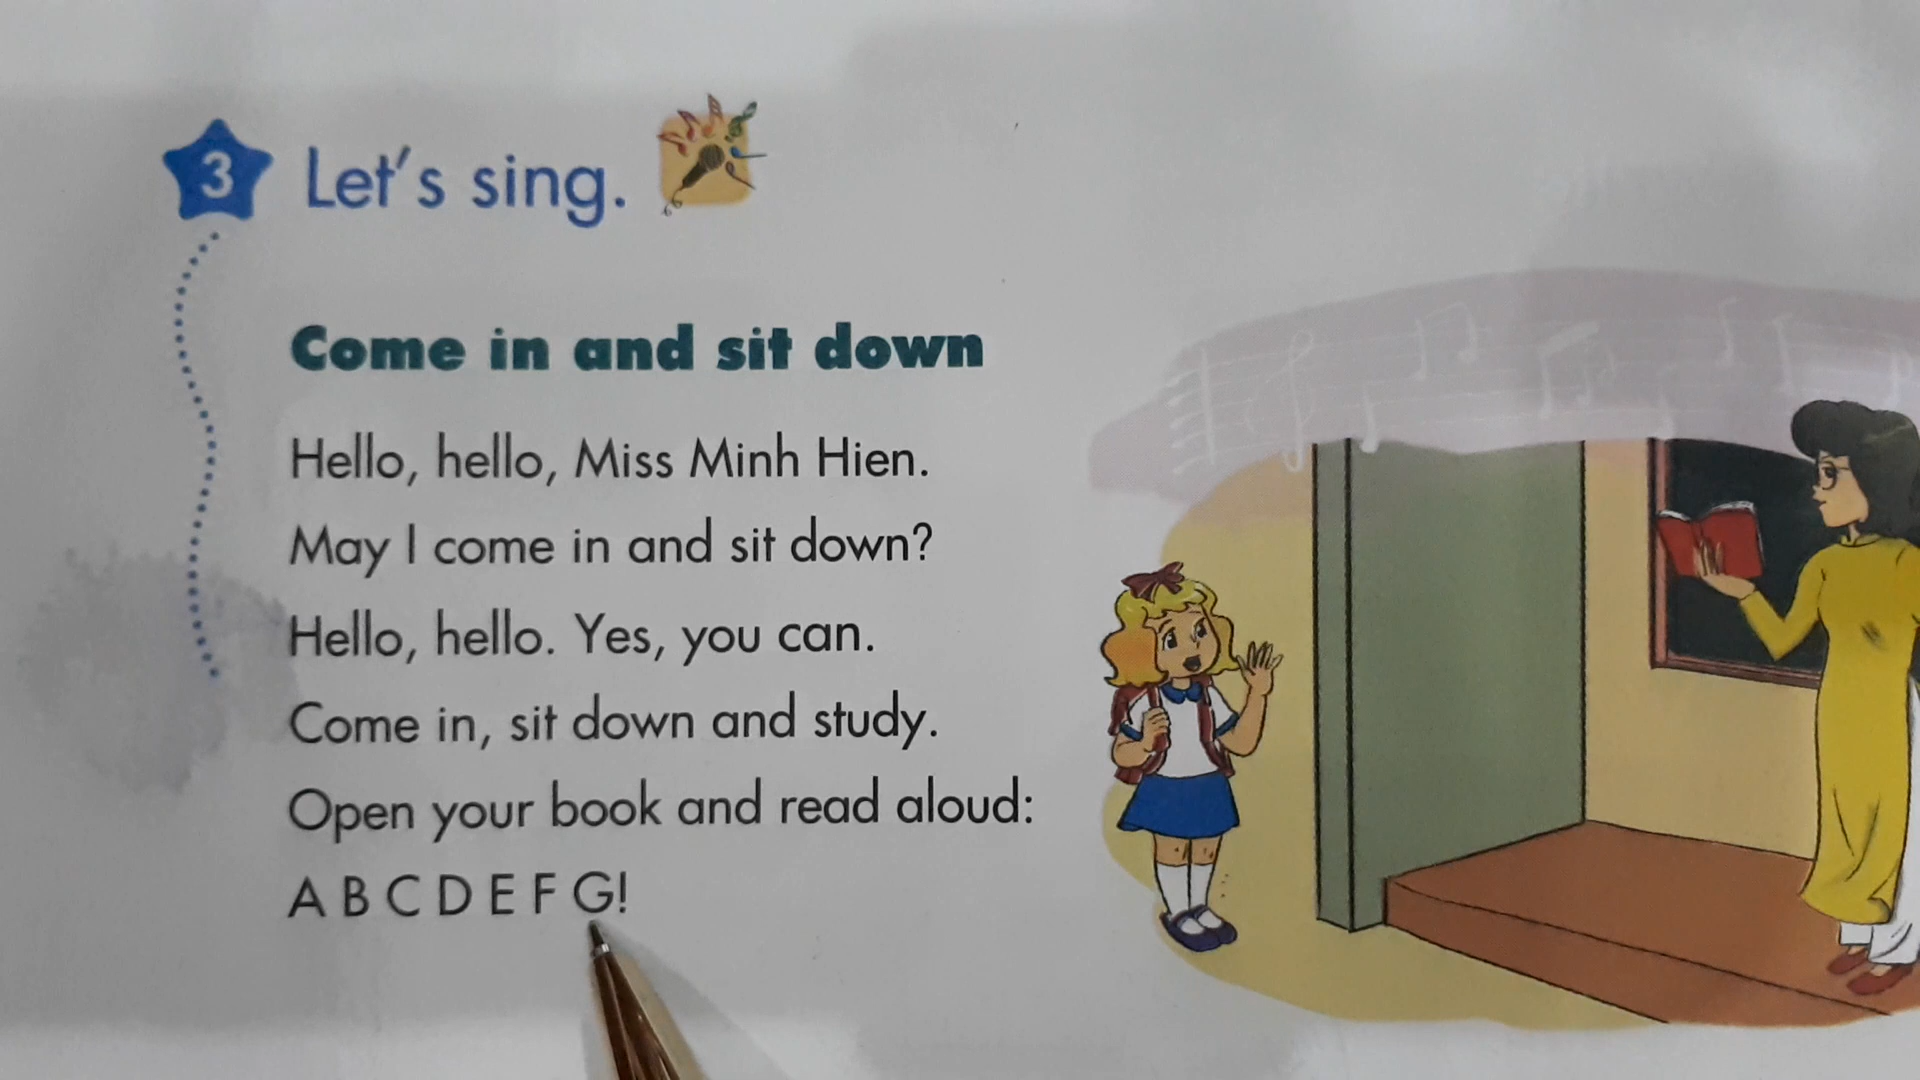 3 Let's sing.
Come in and sit down
Hello, hello, Miss Minh Hien.
May I come in and sit down?
Hello, hello. Yes, you can.
Come in, sit down and study.
Open your book and read aloud:
A B C D E F G!